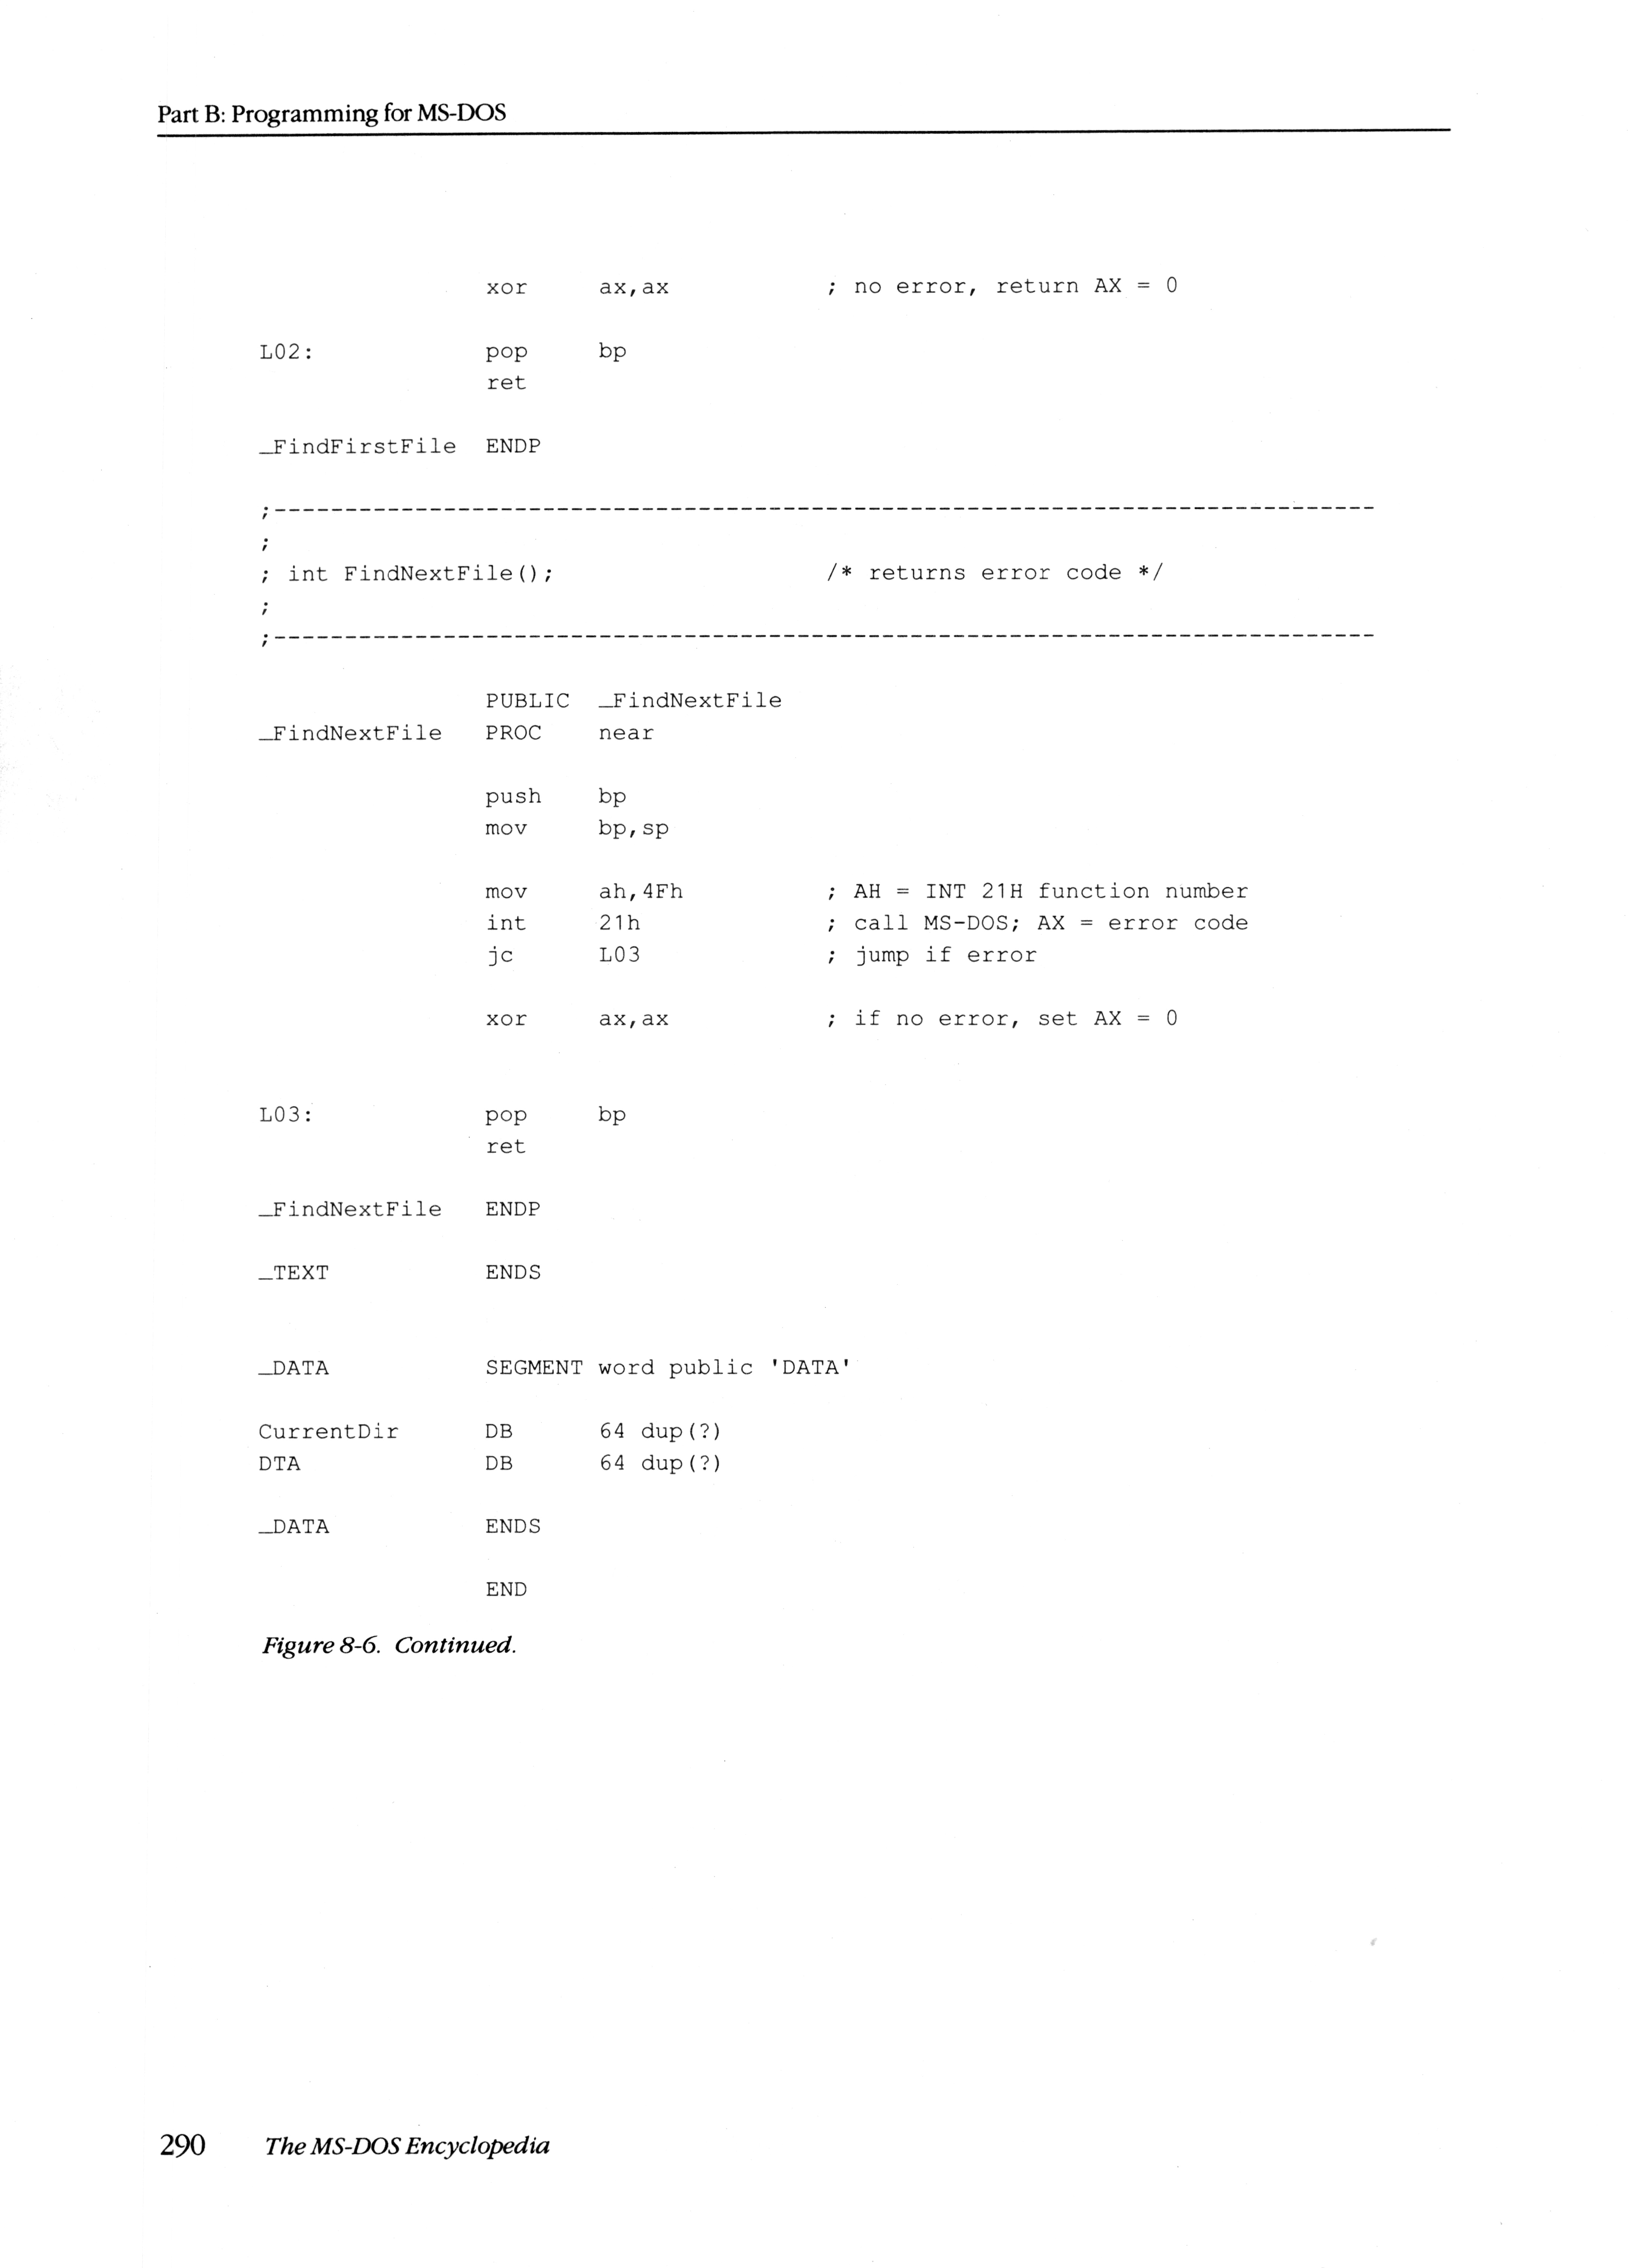 Part B: Programming for MS-DOS
xor ax,ax ; no error, return AX = 0
L02: pop bp
ret
_FindFirstFile ENDP
;------------------------------------------------------------------------------
;
; int FindNextFile(); /* returns error code */
;
;------------------------------------------------------------------------------
PUBLIC _FindNextFile
_FindNextFile PROC near
push bp
mov bp,sp
mov ah,4Fh ; AH = INT 21H function number
int 21h ; call MS-DOS; AX = error code
jc L03 ; jump if error
xor ax,ax ; if no error, set AX = 0
L03: pop bp
ret
_FindNextFile ENDP
_TEXT ENDS
_DATA SEGMENT word public 'DATA'
CurrentDir DB 64 dup(?)
DTA DB 64 dup(?)
_DATA ENDS
END
Figure 8-6. Continued.
290 The MS-DOS Encyclopedia